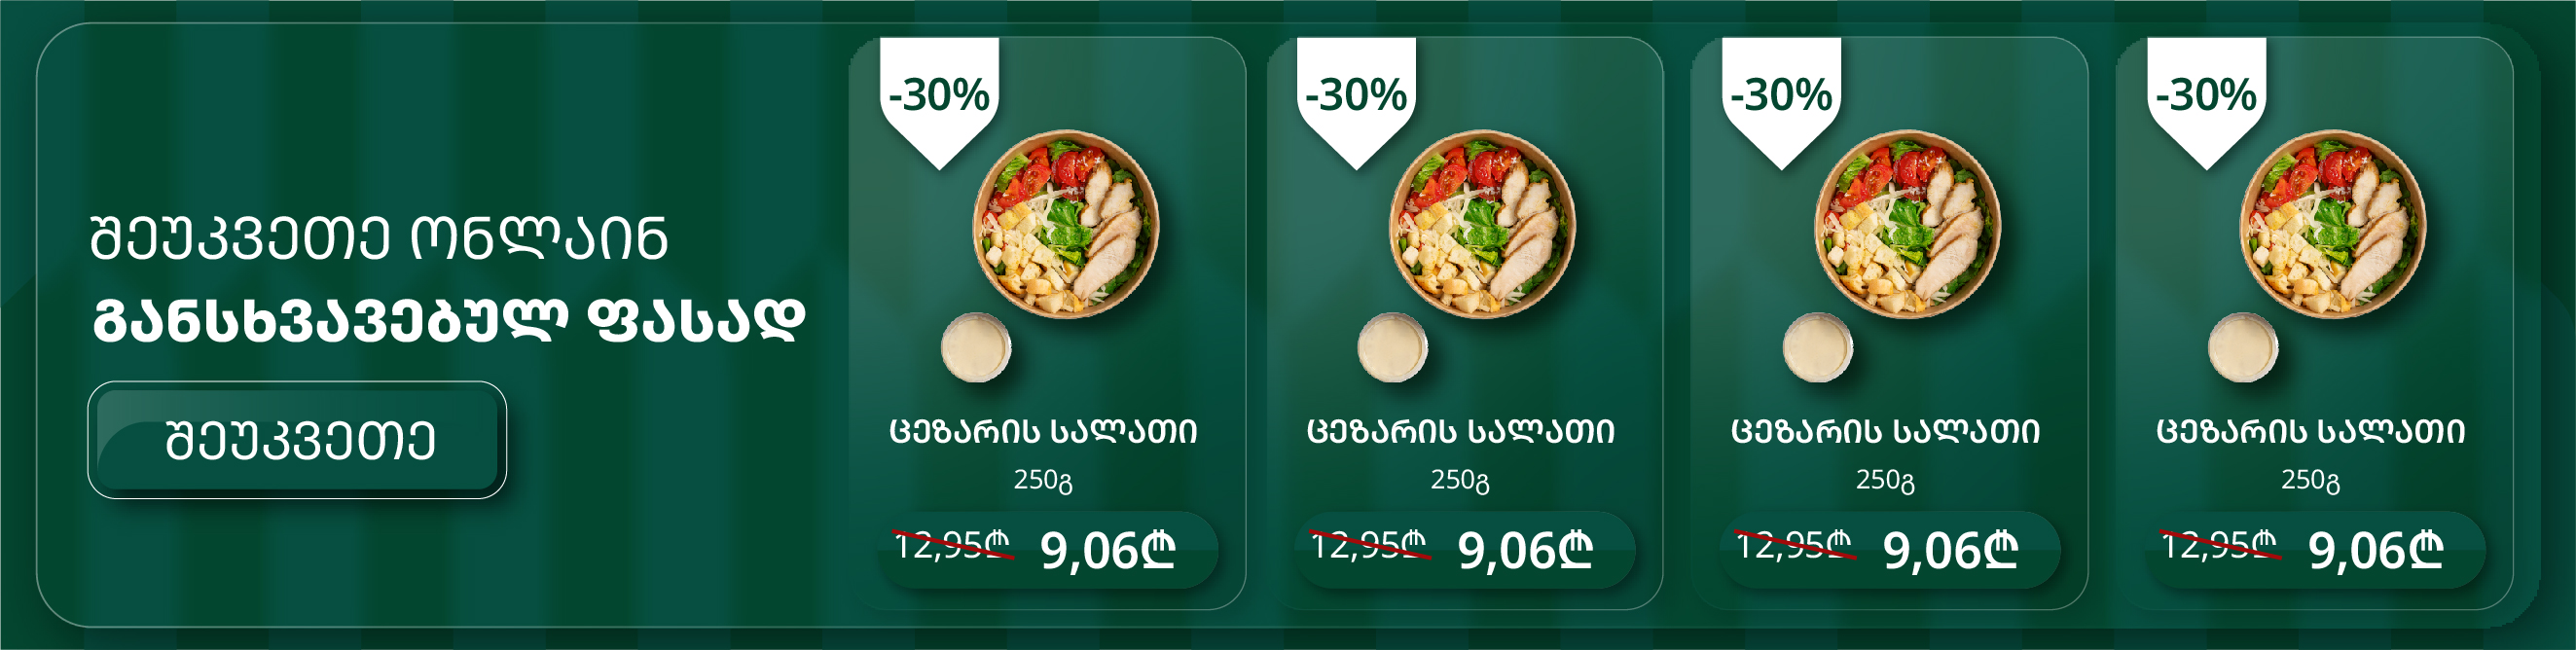 შეუკვეთე ონლაინ
განსხვავებულ ფასად
შეუკვეთე
-30%
ცეზარის სალათი
250გ
12,95₾ 9,06₾
-30%
ცეზარის სალათი
250გ
12,95₾ 9,06₾
-30%
ცეზარის სალათი
250გ
12,95₾ 9,06₾
-30%
ცეზარის სალათი
250გ
12,95₾ 9,06₾